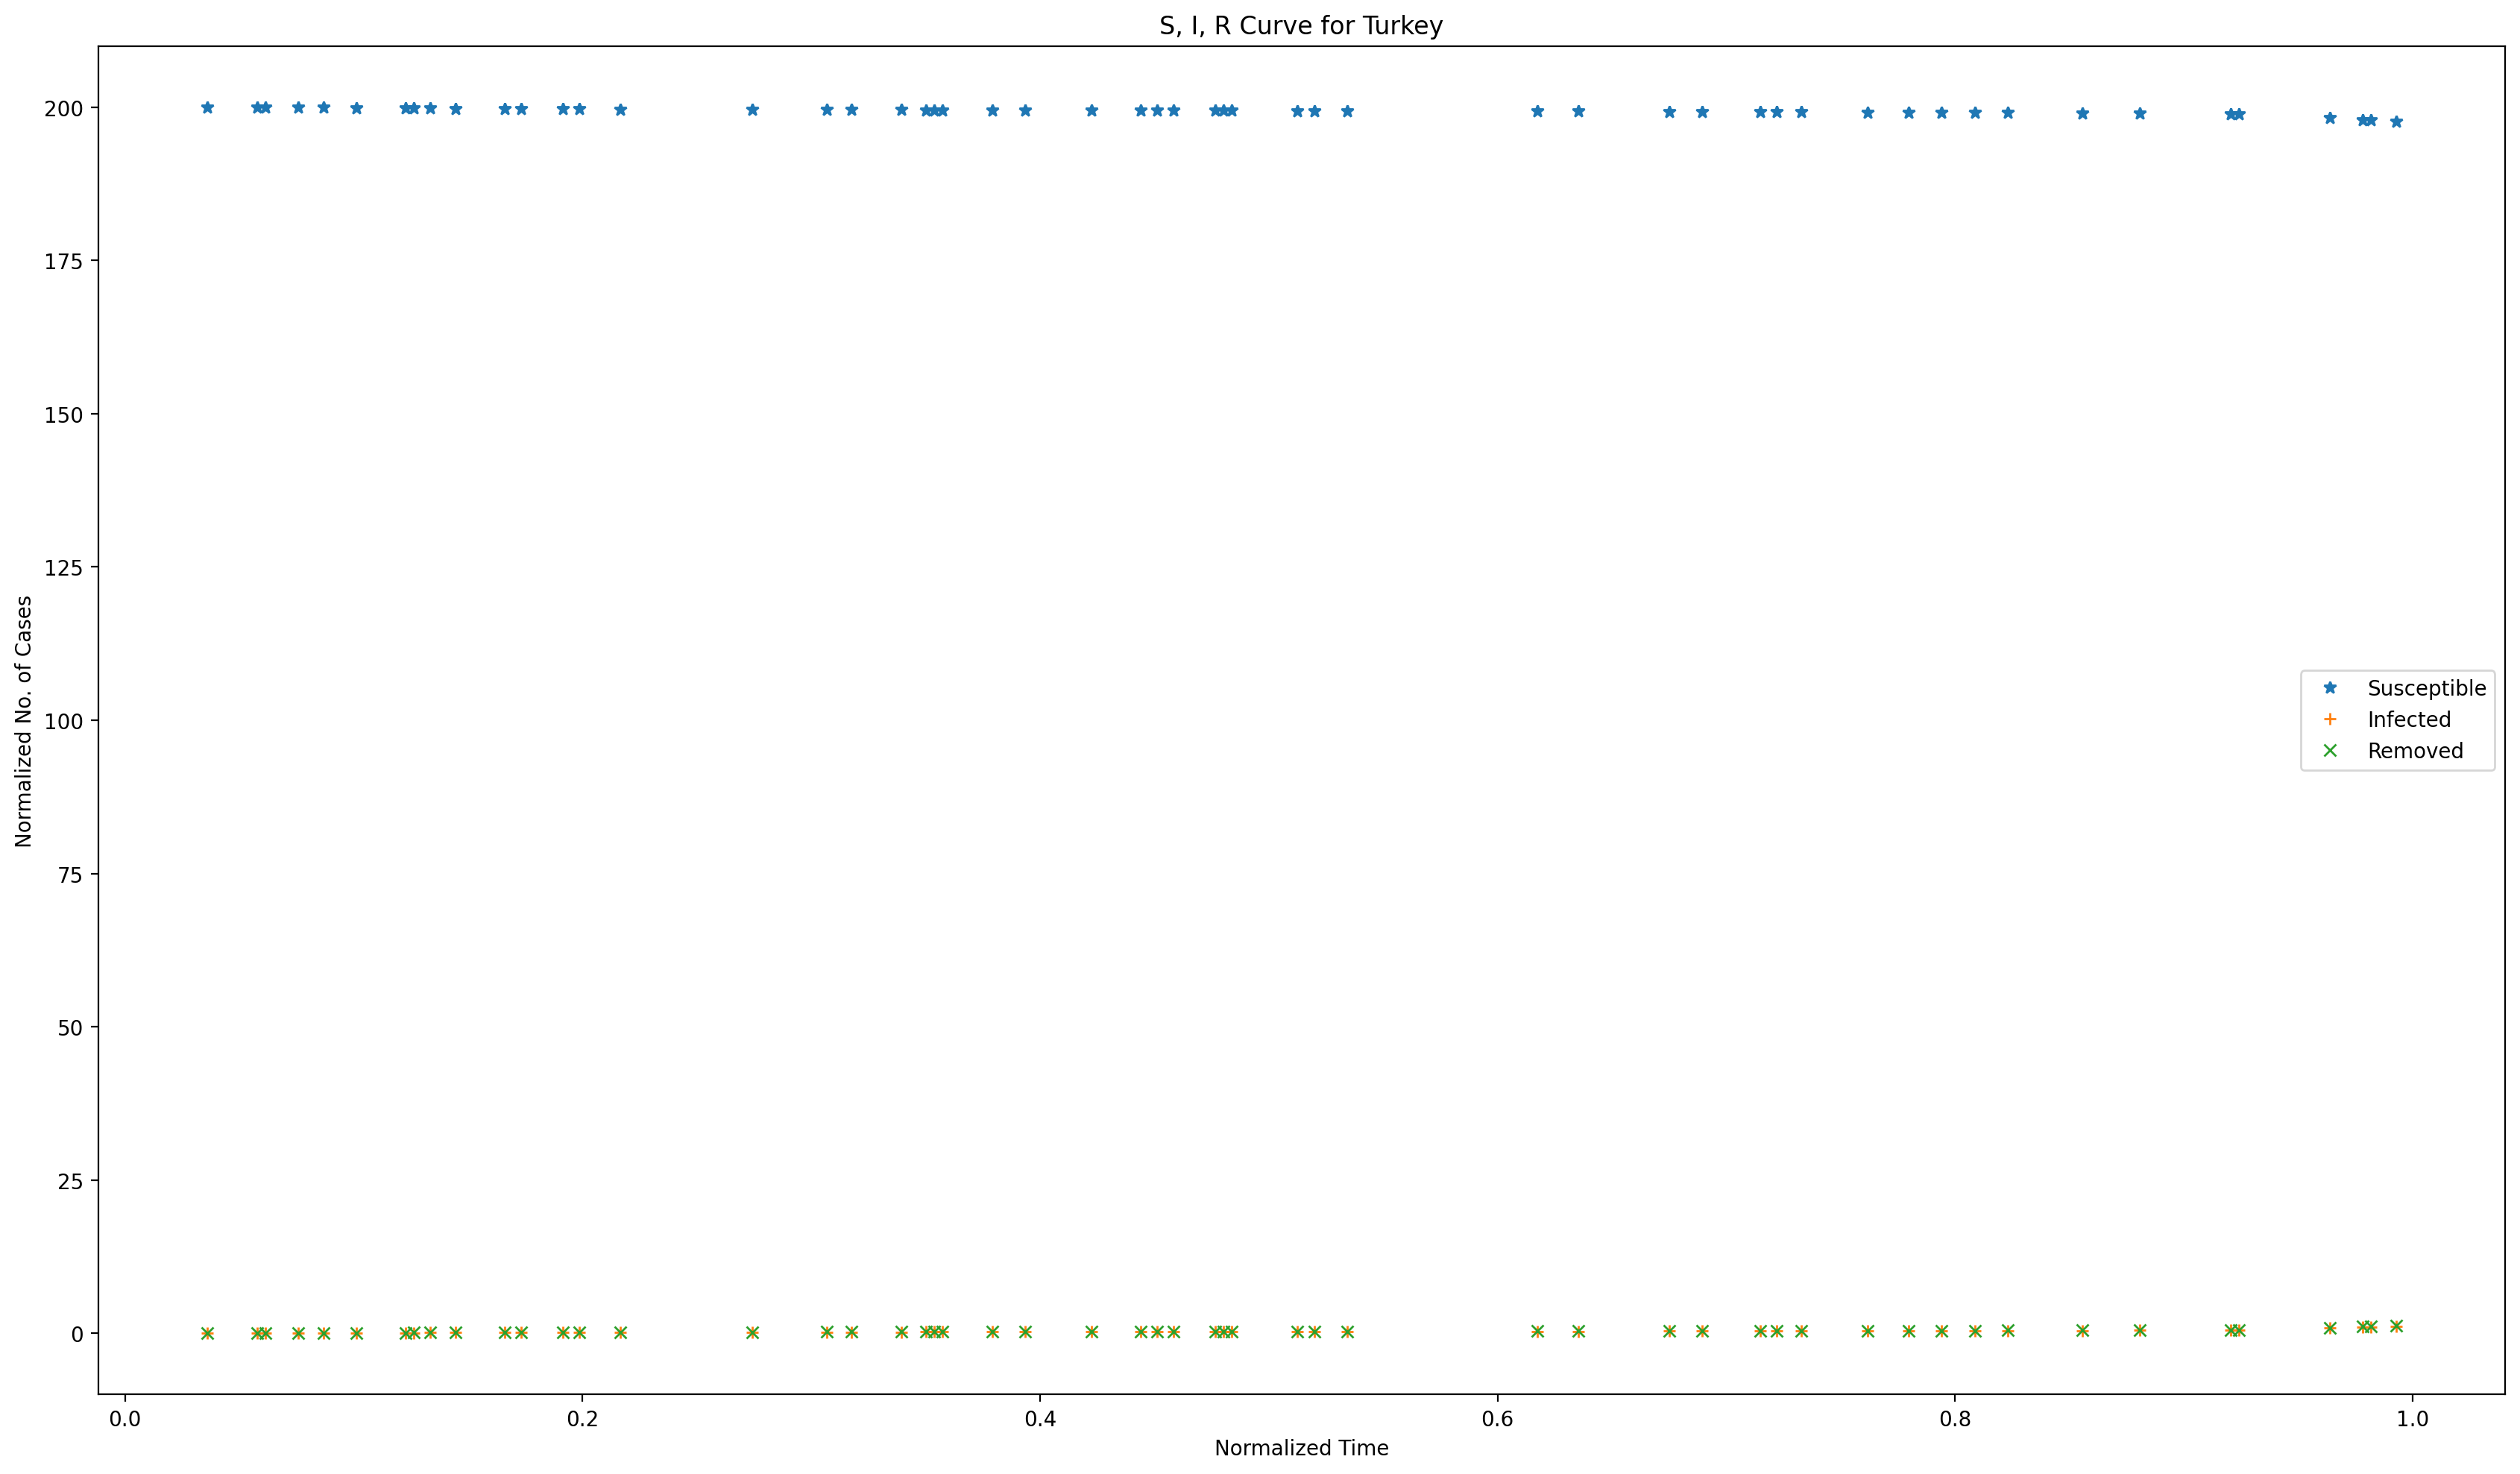 S, I, R Curve for Turkey
Normalized No. of Cases
200
175
150
125
100
75
50
25
0
Susceptible
Infected
Removed
0.0 0.2 0.4 0.6 0.8 1.0
Normalized Time